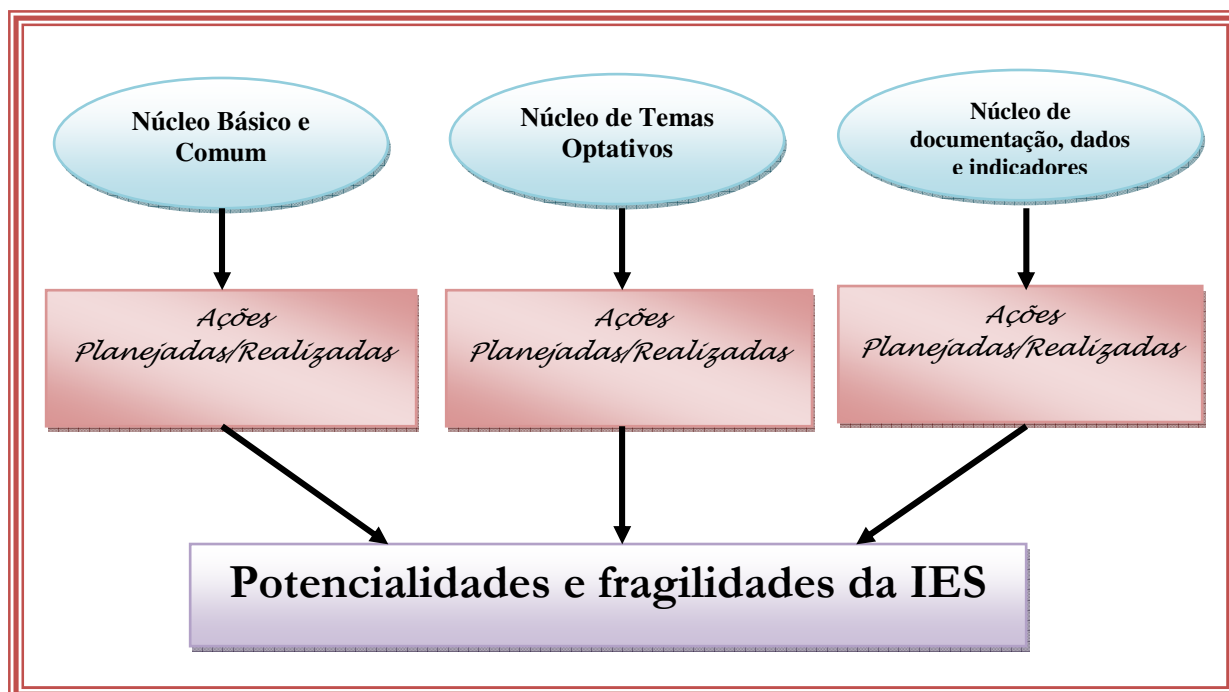 Núcleo Básico e
Comum
Núcleo de Temas
Optativos
Núcleo de
documentação, dados
e indicadores
Ações
Planejadas/Realizadas
Ações
Planejadas/Realizadas
Ações
Planejadas/Realizadas
Potencialidades e fragilidades da IES